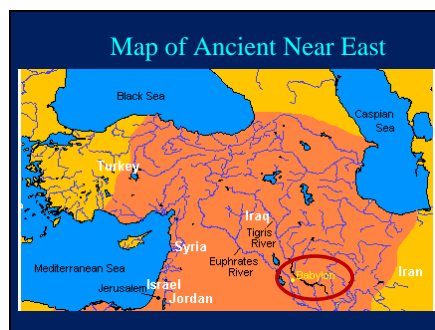 Map of Ancient Near East
Black Sea
Caspian
Sea
Turkey
Iraq
Tigris
River
Syria
Euphrates
River
Babylon
Iran
Mediterranean Sea
Israel
Jerusalem
Jordan